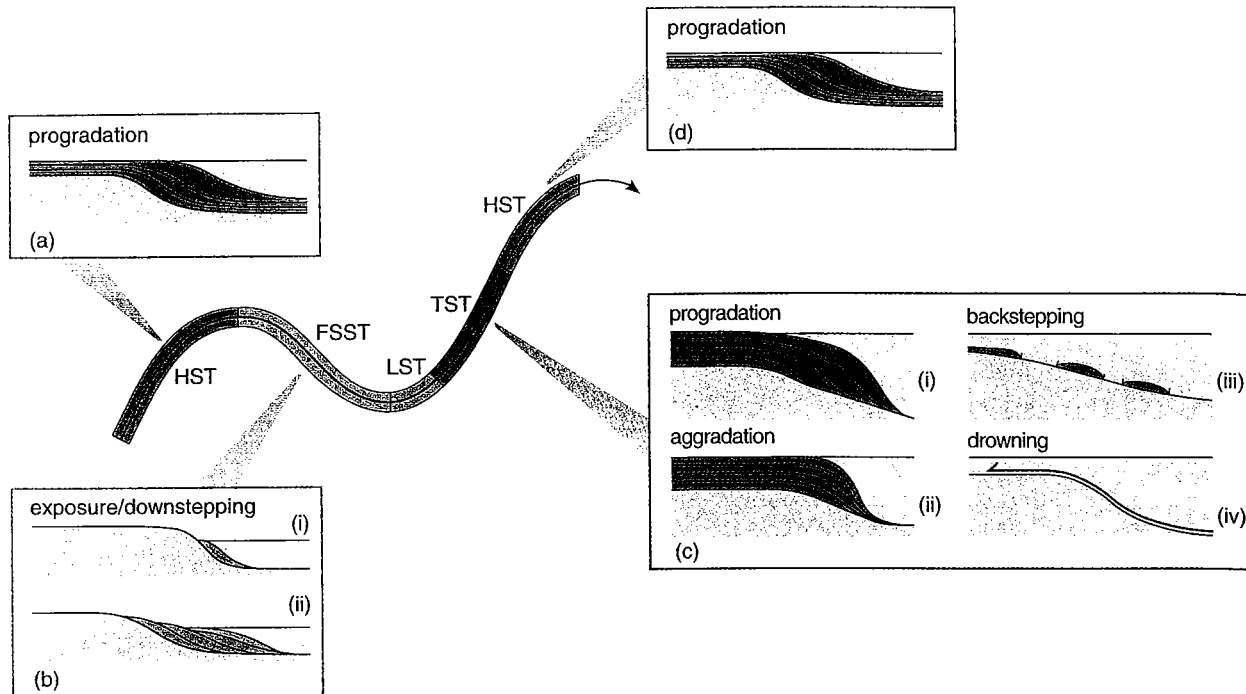 progradation
(a)
progradation
(d)
HST
FSST
LST
TST
HST
exposure/downstepping
(i)
(ii)
(b)
progradation
(i)
aggradation
(ii)
(c)
backstepping
(iii)
drowning
(iv)